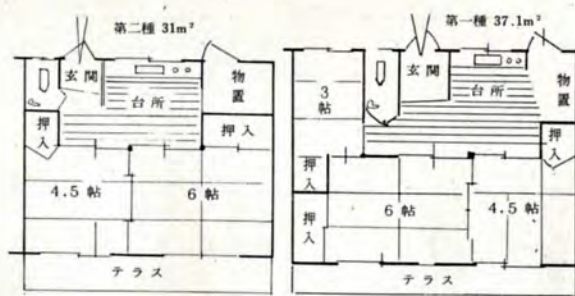 第二種 31m²
玄関
台所
物置
押入
押入
4.5 帖
6 帖
テラス
第一種 37.1m²
3帖
玄関
台所
物置
押入
押入
押入
6 帖
4.5 帖
テラス